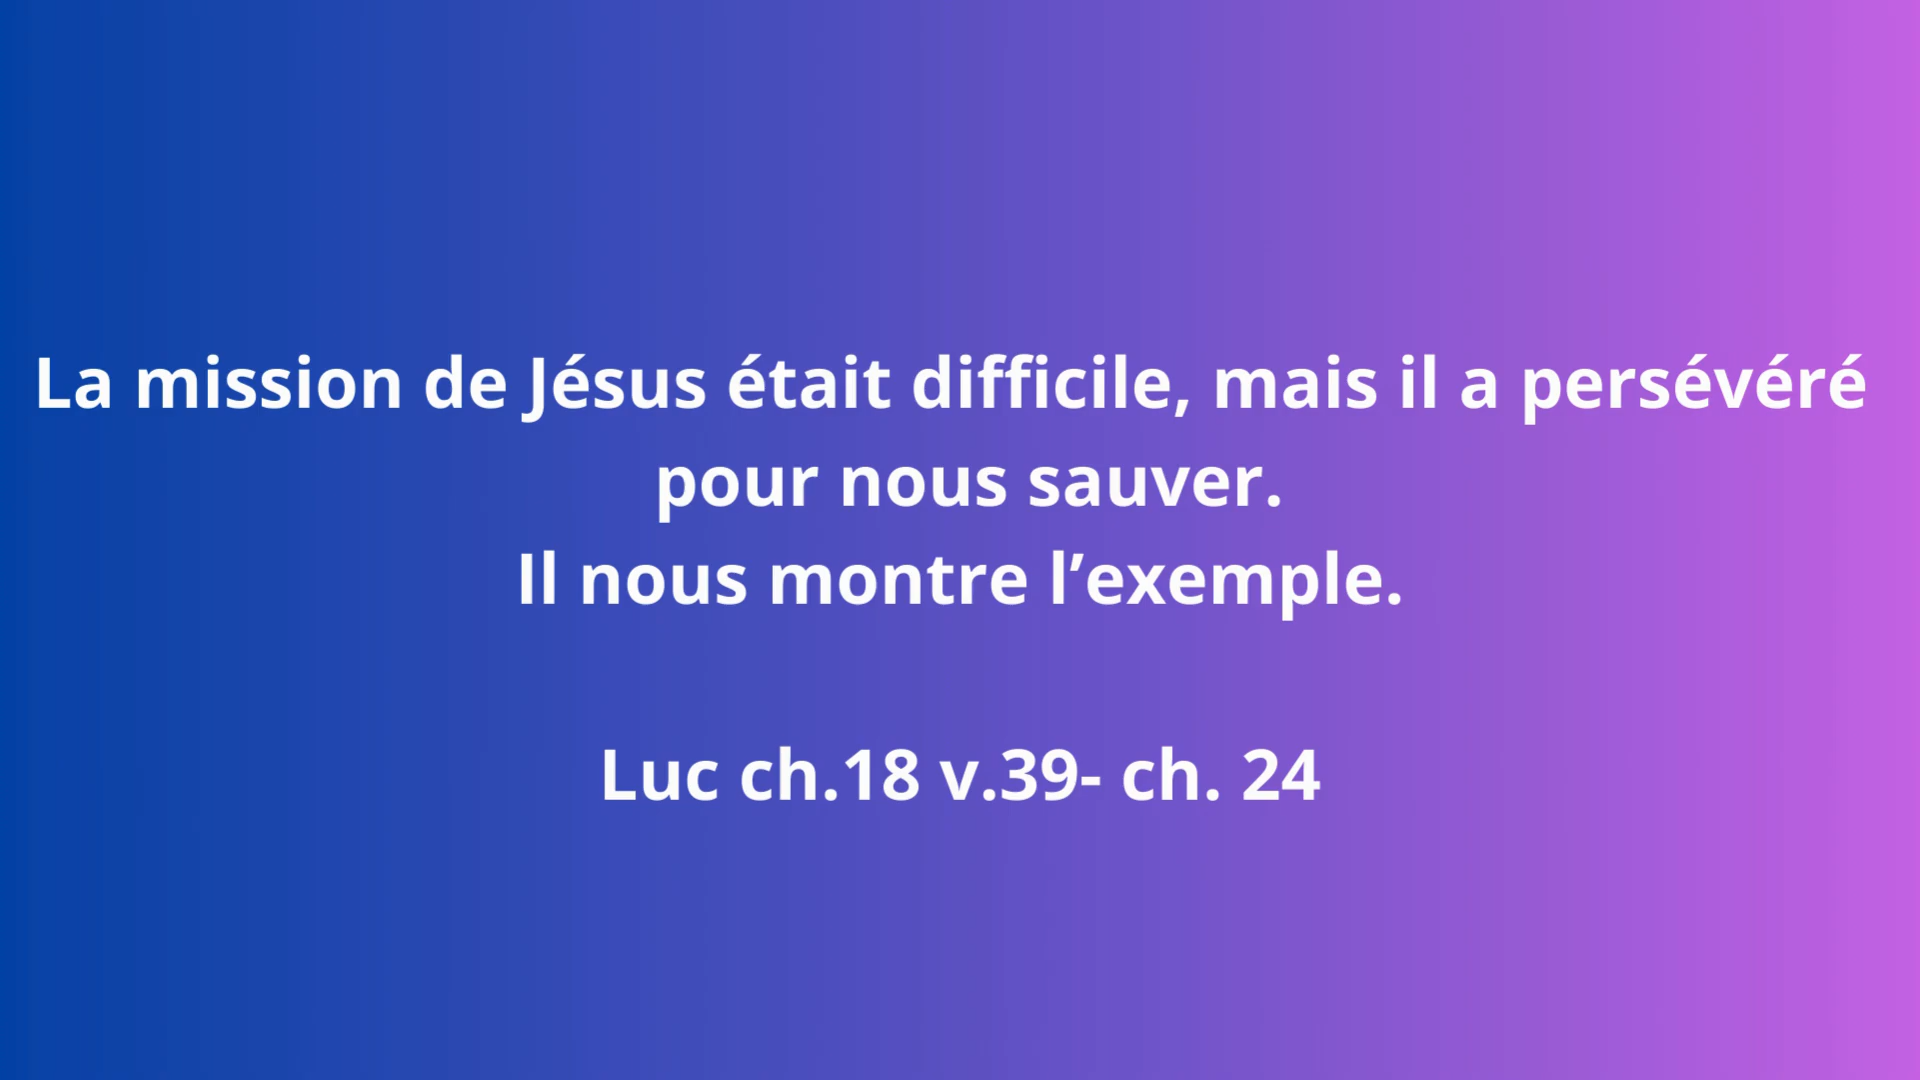 La mission de Jésus était difficile, mais il a persévéré
pour nous sauver.
Il nous montre l’exemple.
Luc ch.18 v.39- ch. 24